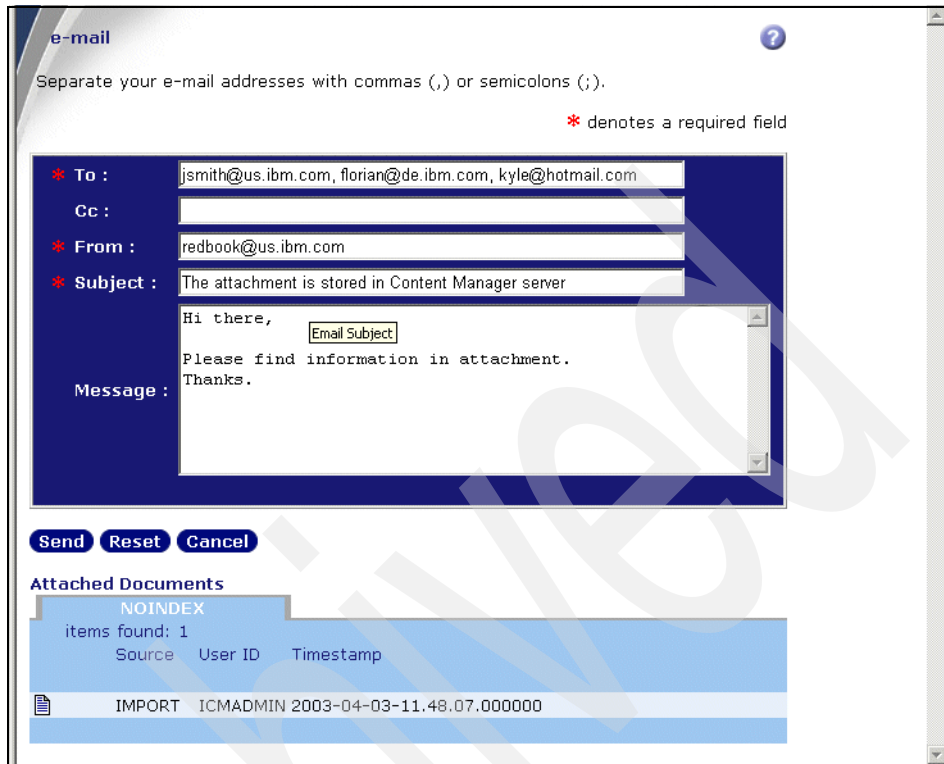 e-mail
?
Separate your e-mail addresses with commas (,) or semicolons (;).
* denotes a required field
* To : jsmith@us.ibm.com, florian@de.ibm.com, kyle@hotmail.com
Cc :
* From : redbook@us.ibm.com
* Subject : The attachment is stored in Content Manager server
Hi there,
Email Subject
Please find information in attachment.
Thanks.
Message :
Send Reset Cancel
Attached Documents
NOINDEX
items found: 1
Source User ID Timestamp
IMPORT ICMADMIN 2003-04-03-11.48.07.000000
hived